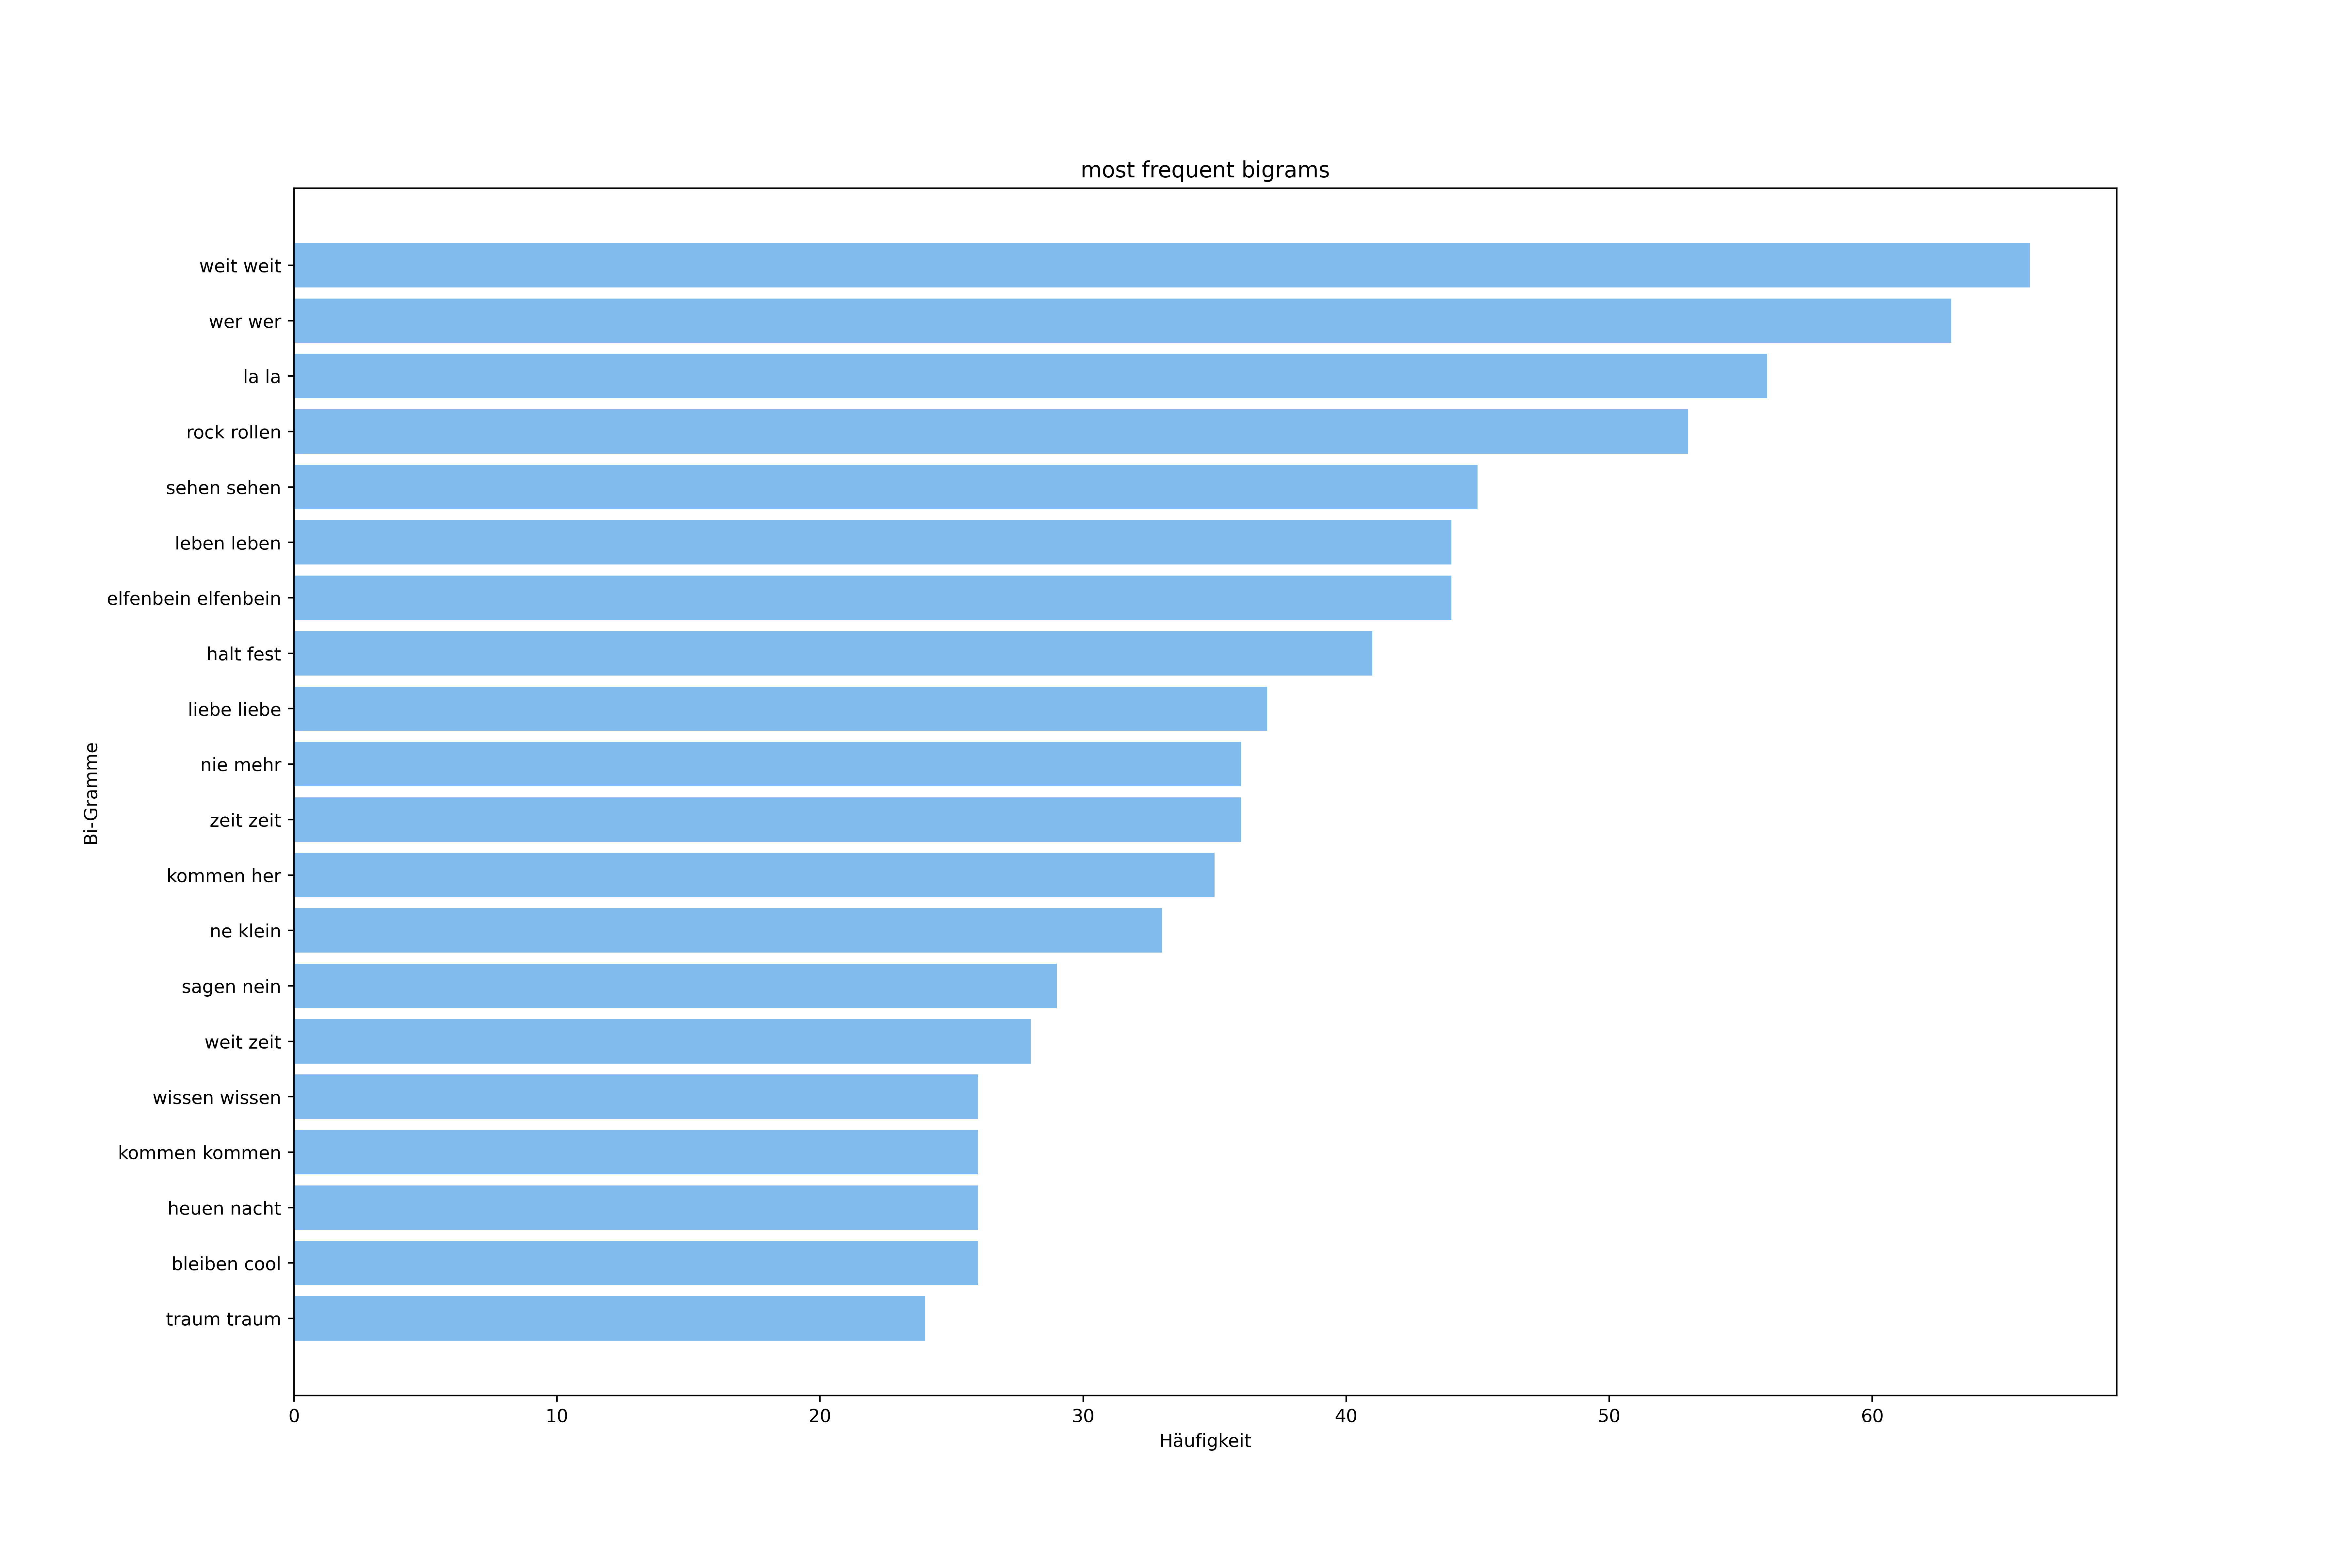 most frequent bigrams
weit weit
wer wer
la la
rock rollen
sehen sehen
leben leben
elfenbein elfenbein
halt fest
liebe liebe
nie mehr
zeit zeit
kommen her
ne klein
sagen nein
weit zeit
wissen wissen
kommen kommen
heuen nacht
bleiben cool
traum traum
Bi-Gramme
0 10 20 30 40 50 60
Häufigkeit